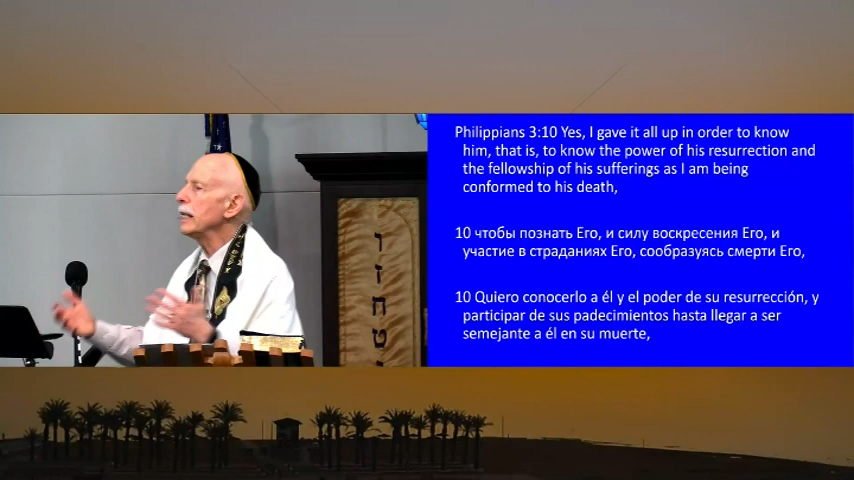 Philippians 3:10 Yes, I gave it all up in order to know
him, that is, to know the power of his resurrection and
the fellowship of his sufferings as I am being
conformed to his death,
10 чтобы познать Его, и силу воскресения Его, и
участие в страданиях Его, сообразуясь смерти Его,
10 Quiero conocerlo a él y el poder de su resurrección, y
participar de sus padecimientos hasta llegar a ser
semejante a él en su muerte,